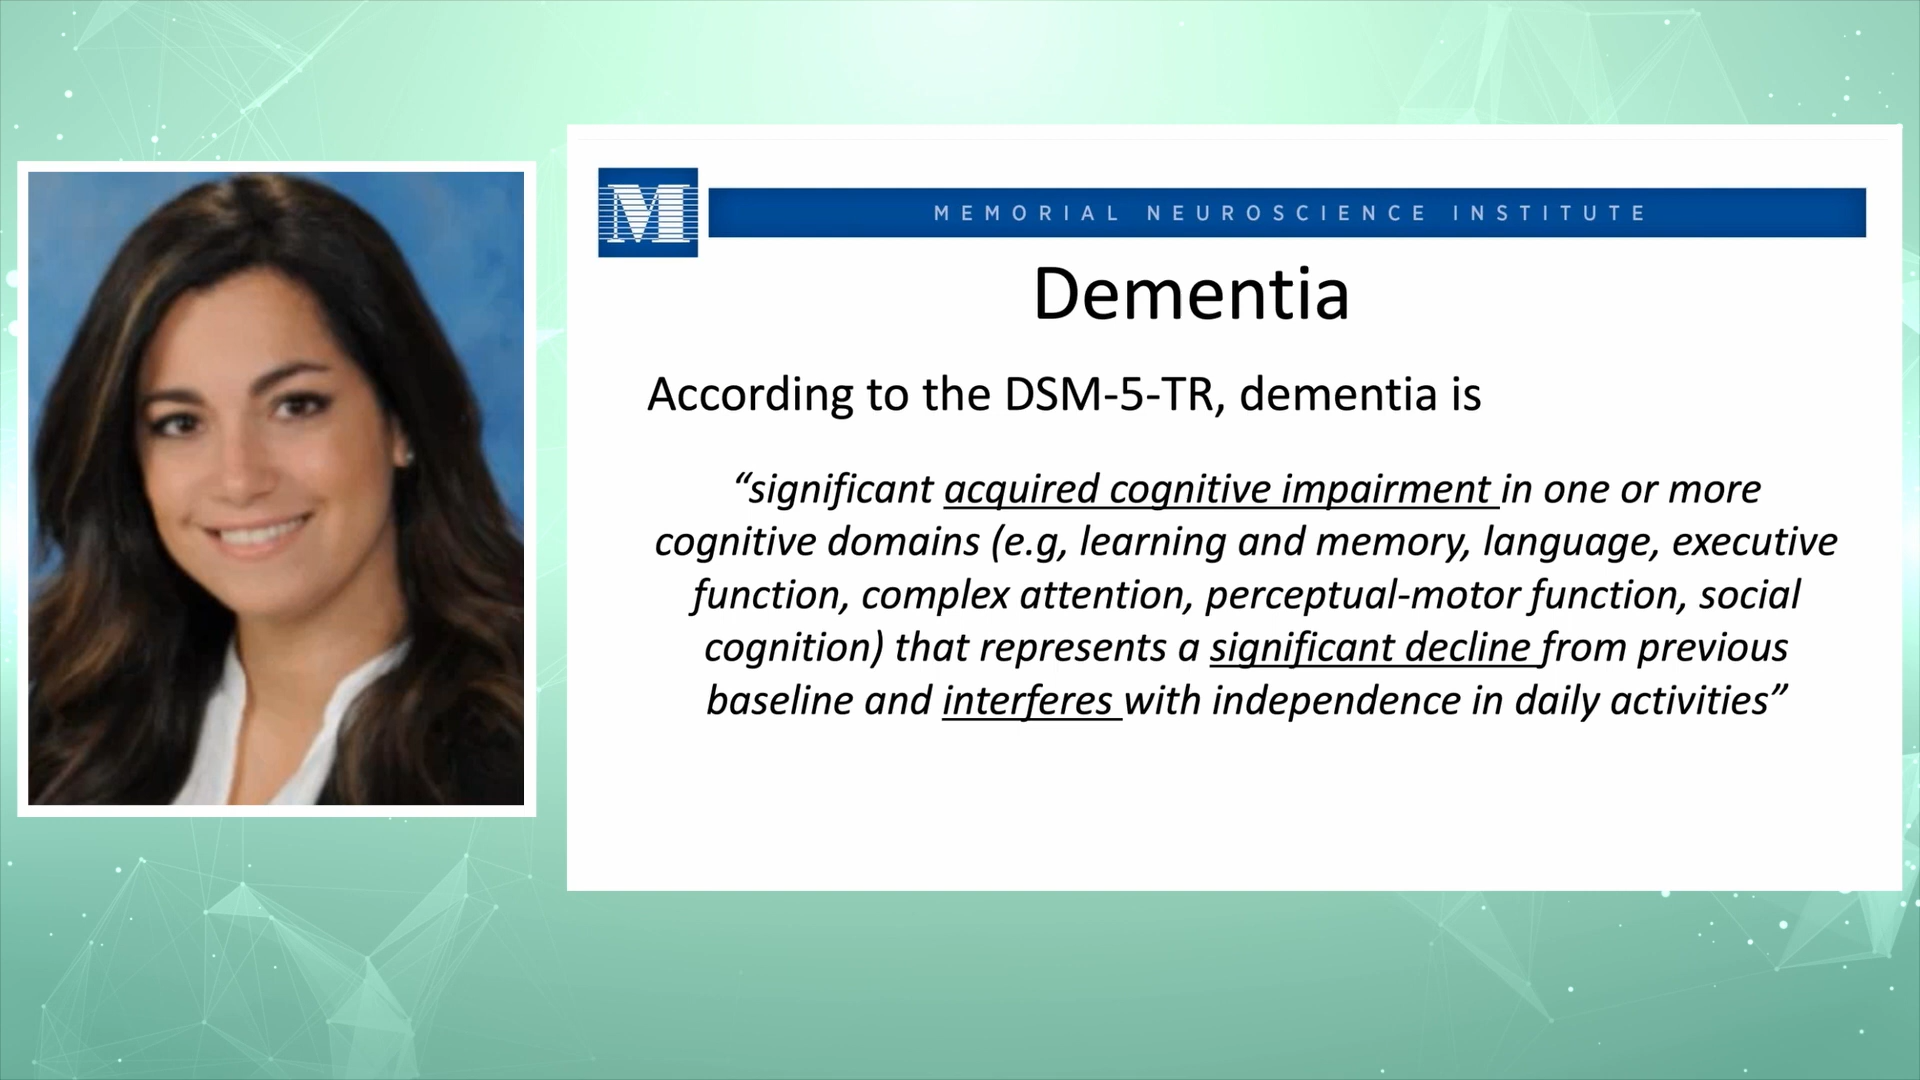 M
MEMORIAL NEUROSCIENCE INSTITUTE
Dementia
According to the DSM-5-TR, dementia is
“significant acquired cognitive impairment in one or more
cognitive domains (e.g, learning and memory, language, executive
function, complex attention, perceptual-motor function, social
cognition) that represents a significant decline from previous
baseline and interferes with independence in daily activities”